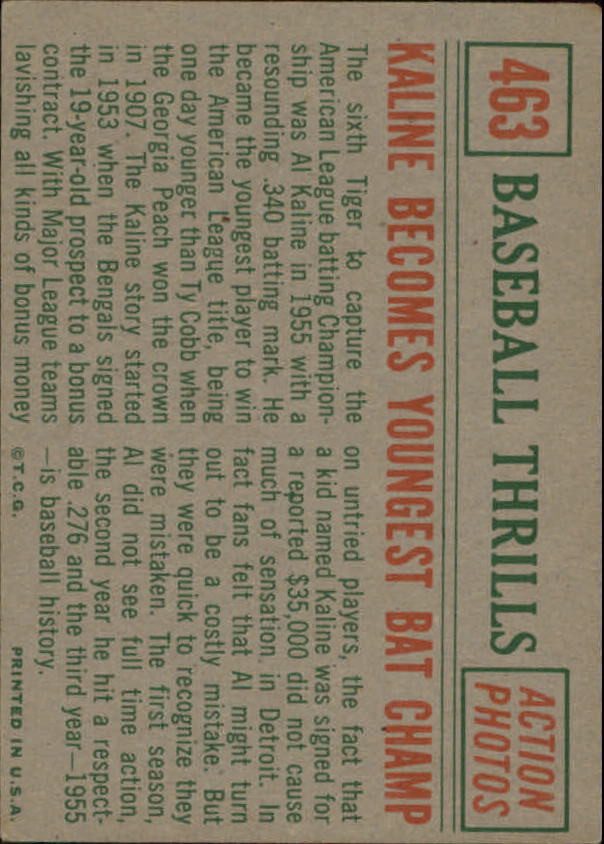 463
BASEBALL THRILLS
ACTION
PHOTOS
KALINE BECOMES YOUNGEST BAT CHAMP
The sixth Tiger to capture the
American League batting Champion-
ship was Al Kaline in 1955 with a
resounding .340 batting mark. He
became the youngest player to win
the American League title, being
one day younger than Ty Cobb when
the Georgia Peach won the crown
in 1907. The Kaline story started
in 1953 when the Bengals signed
the 19-year-old prospect to a bonus
contract. With Major League teams
lavishing all kinds of bonus money
on untried players, the fact that
a kid named Kaline was signed for
a reported $35,000 did not cause
much of sensation in Detroit. In
fact fans felt that Al might turn
out to be a costly mistake. But
they were quick to recognize they
were mistaken. The first season,
Al did not see full time action,
the second year he hit a respect-
able .276 and the third year—1955
—is baseball history.
©T.C.G.
PRINTED IN U.S.A.